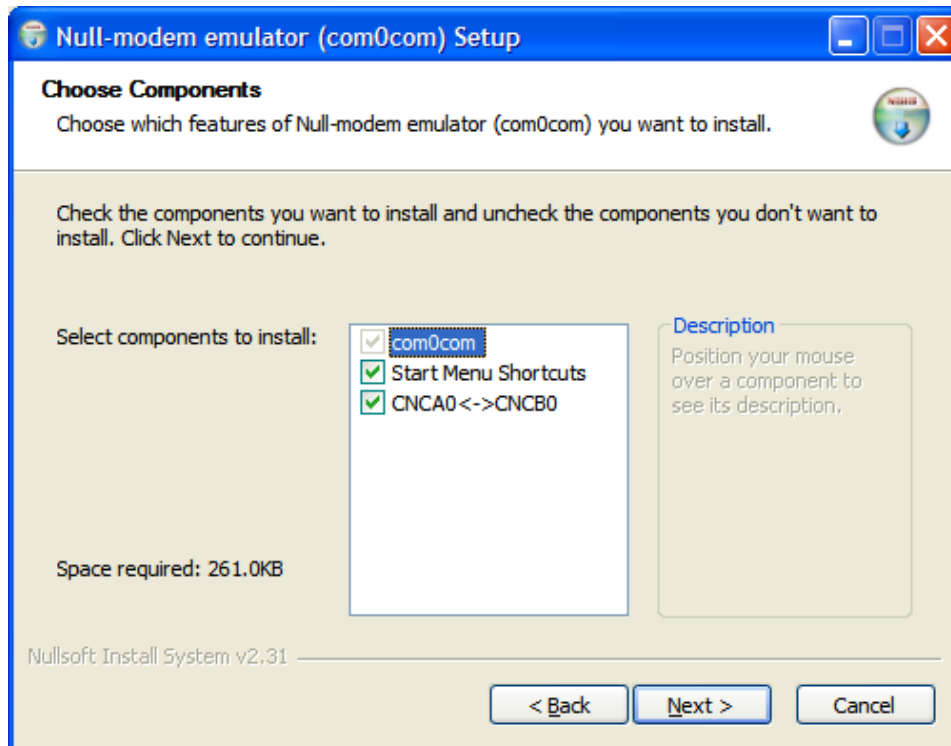 Null-modem emulator (com0com) Setup
Choose Components
Choose which features of Null-modem emulator (com0com) you want to install.
Check the components you want to install and uncheck the components you don't want to
install. Click Next to continue.
Select components to install:
com0com
Start Menu Shortcuts
CNCA0<->CNCB0
Description
Position your mouse
over a component to
see its description.
Space required: 261.0KB
Nullsoft Install System v2.31
< Back
Next >
Cancel